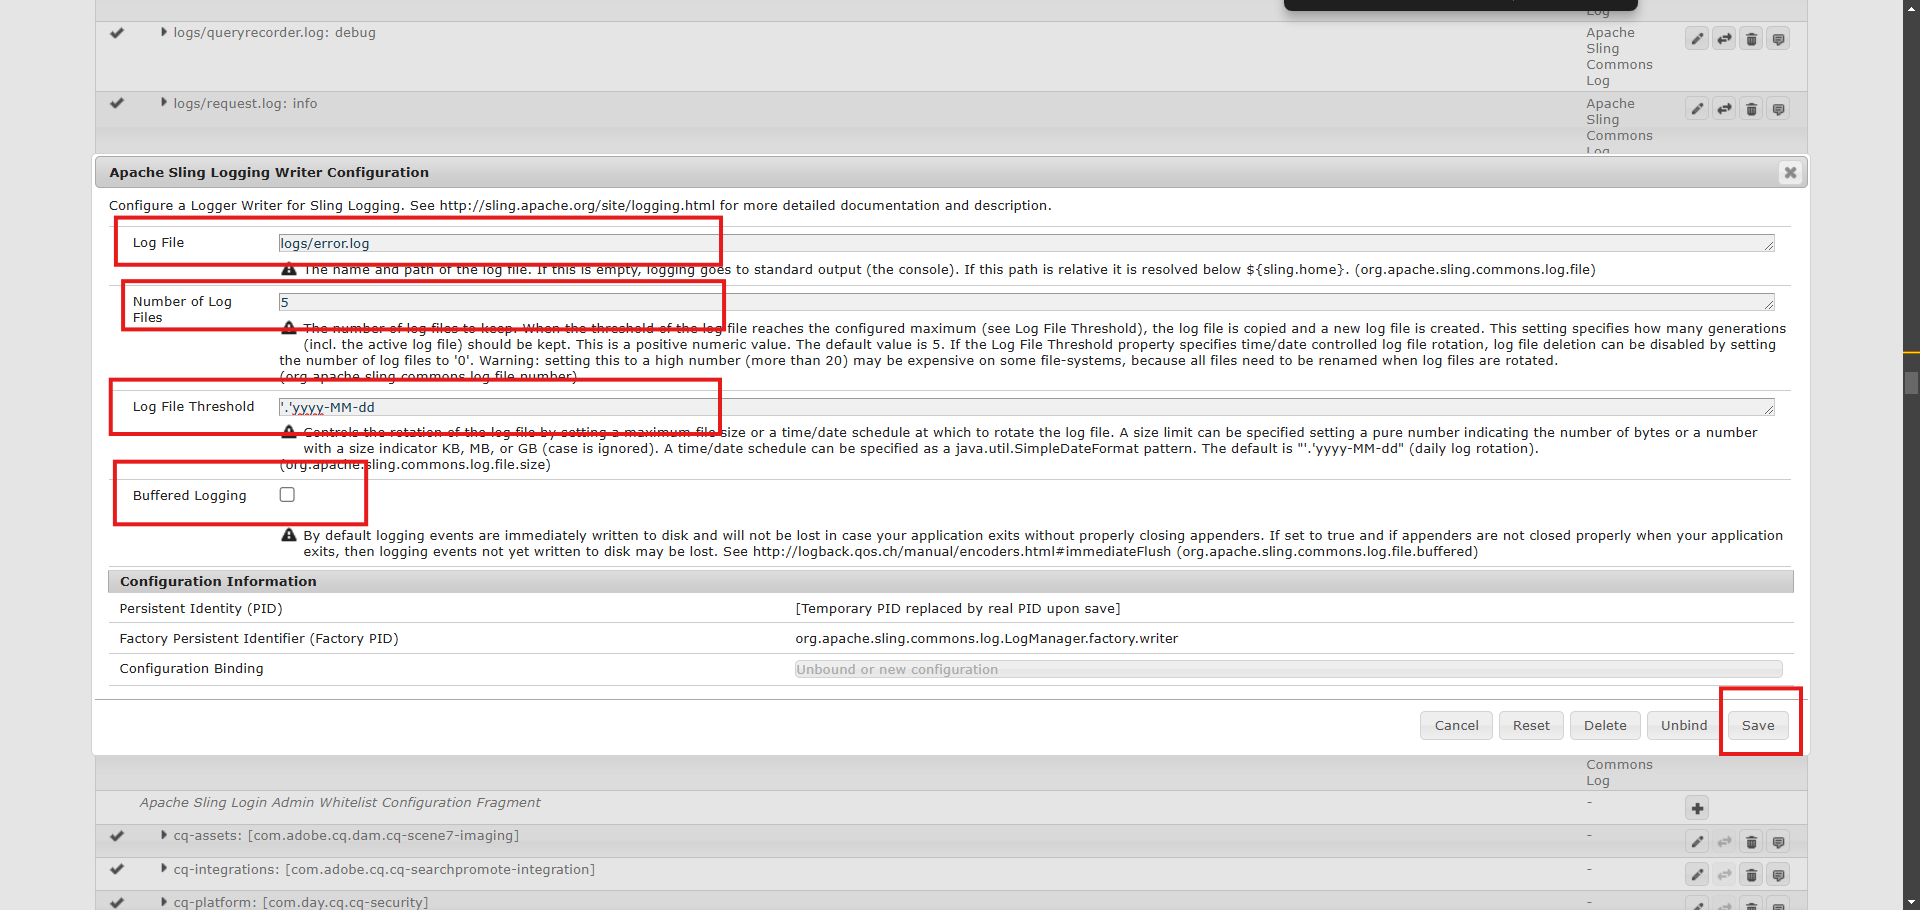 Log
logs/queryrecorder.log: debug
Apache
Sling
Commons
Log
logs/request.log: info
Apache
Sling
Commons
Log
Apache Sling Logging Writer Configuration
Configure a Logger Writer for Sling Logging. See http://sling.apache.org/site/logging.html for more detailed documentation and description.
Log File
logs/error.log
The name and path of the log file. If this is empty, logging goes to standard output (the console). If this path is relative it is resolved below ${sling.home}. (org.apache.sling.commons.log.file)
Number of Log
Files
5
The number of log files to keep. When the threshold of the log file reaches the configured maximum (see Log File Threshold), the log file is copied and a new log file is created. This setting specifies how many generations
(incl. the active log file) should be kept. This is a positive numeric value. The default value is 5. If the Log File Threshold property specifies time/date controlled log file rotation, log file deletion can be disabled by setting
the number of log files to '0'. Warning: setting this to a high number (more than 20) may be expensive on some file-systems, because all files need to be renamed when log files are rotated.
(org.apache.sling.commons.log.file.number)
Log File Threshold
'.'yyyy-MM-dd
Controls the rotation of the log file by setting a maximum file size or a time/date schedule at which to rotate the log file. A size limit can be specified setting a pure number indicating the number of bytes or a number
with a size indicator KB, MB, or GB (case is ignored). A time/date schedule can be specified as a java.util.SimpleDateFormat pattern. The default is "'.'yyyy-MM-dd" (daily log rotation).
(org.apache.sling.commons.log.file.size)
Buffered Logging
By default logging events are immediately written to disk and will not be lost in case your application exits without properly closing appenders. If set to true and if appenders are not closed properly when your application
exits, then logging events not yet written to disk may be lost. See http://logback.qos.ch/manual/encoders.html#immediateFlush (org.apache.sling.commons.log.file.buffered)
Configuration Information
Persistent Identity (PID)
[Temporary PID replaced by real PID upon save]
Factory Persistent Identifier (Factory PID)
org.apache.sling.commons.log.LogManager.factory.writer
Configuration Binding
Unbound or new configuration
Cancel
Reset
Delete
Unbind
Save
Commons
Log
Apache Sling Login Admin Whitelist Configuration Fragment
-
cq-assets: [com.adobe.cq.dam.cq-scene7-imaging]
-
cq-integrations: [com.adobe.cq.cq-searchpromote-integration]
-
cq-platform: [com.day.cq.cq-security]
-